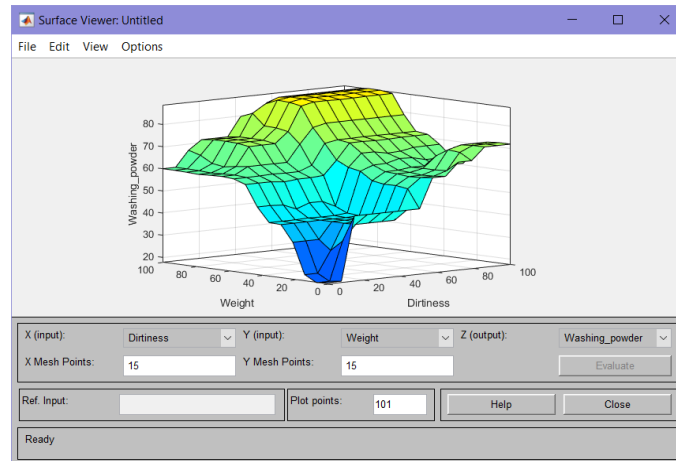 Surface Viewer: Untitled
File Edit View Options
Washing_powder
80
70
60
50
40
30
20
100 80 60 40 20 0
0 20 40 60 80 100
Weight Dirtiness
X (input): Dirtiness Y (input): Weight Z (output): Washing_powder
X Mesh Points: 15 Y Mesh Points: 15 Evaluate
Ref. Input: Plot points: 101 Help Close
Ready